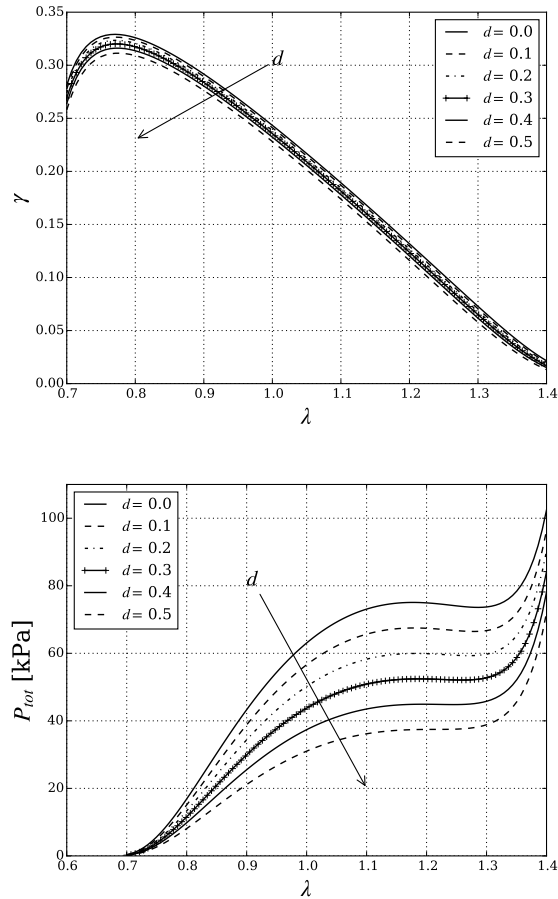 0.35
0.30
0.25
0.20
0.15
0.10
0.05
0.00
γ
d
d = 0.0
d = 0.1
d = 0.2
d = 0.3
d = 0.4
d = 0.5
0.7 0.8 0.9 1.0 1.1 1.2 1.3 1.4
λ
100
80
60
40
20
0
P_tot [kPa]
d = 0.0
d = 0.1
d = 0.2
d = 0.3
d = 0.4
d = 0.5
d
0.6 0.7 0.8 0.9 1.0 1.1 1.2 1.3 1.4
λ